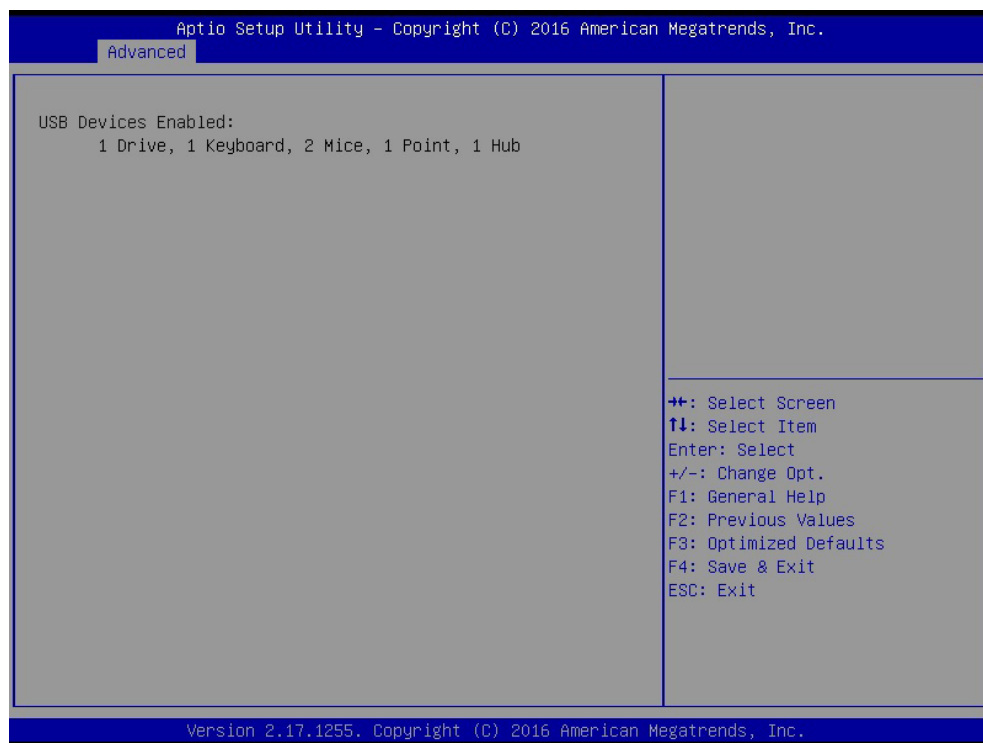 Aptio Setup Utility – Copyright (C) 2016 American Megatrends, Inc.
Advanced
USB Devices Enabled:
1 Drive, 1 Keyboard, 2 Mice, 1 Point, 1 Hub
→←: Select Screen
↑↓: Select Item
Enter: Select
+/-: Change Opt.
F1: General Help
F2: Previous Values
F3: Optimized Defaults
F4: Save & Exit
ESC: Exit
Version 2.17.1255. Copyright (C) 2016 American Megatrends, Inc.